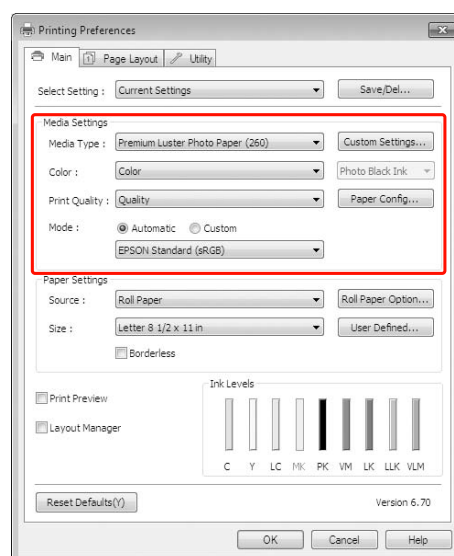 Printing Preferences
Main Page Layout Utility
Select Setting : Current Settings Save/Del...
Media Settings
Media Type : Premium Luster Photo Paper (260) Custom Settings...
Color : Color Photo Black Ink
Print Quality : Quality Paper Config...
Mode : Automatic Custom
EPSON Standard (sRGB)
Paper Settings
Source : Roll Paper Roll Paper Option...
Size : Letter 8 1/2 x 11 in User Defined...
Borderless
Ink Levels
Print Preview
Layout Manager
C Y LC MK PK VM LK LLK VLM
Reset Defaults(Y) Version 6.70
OK Cancel Help